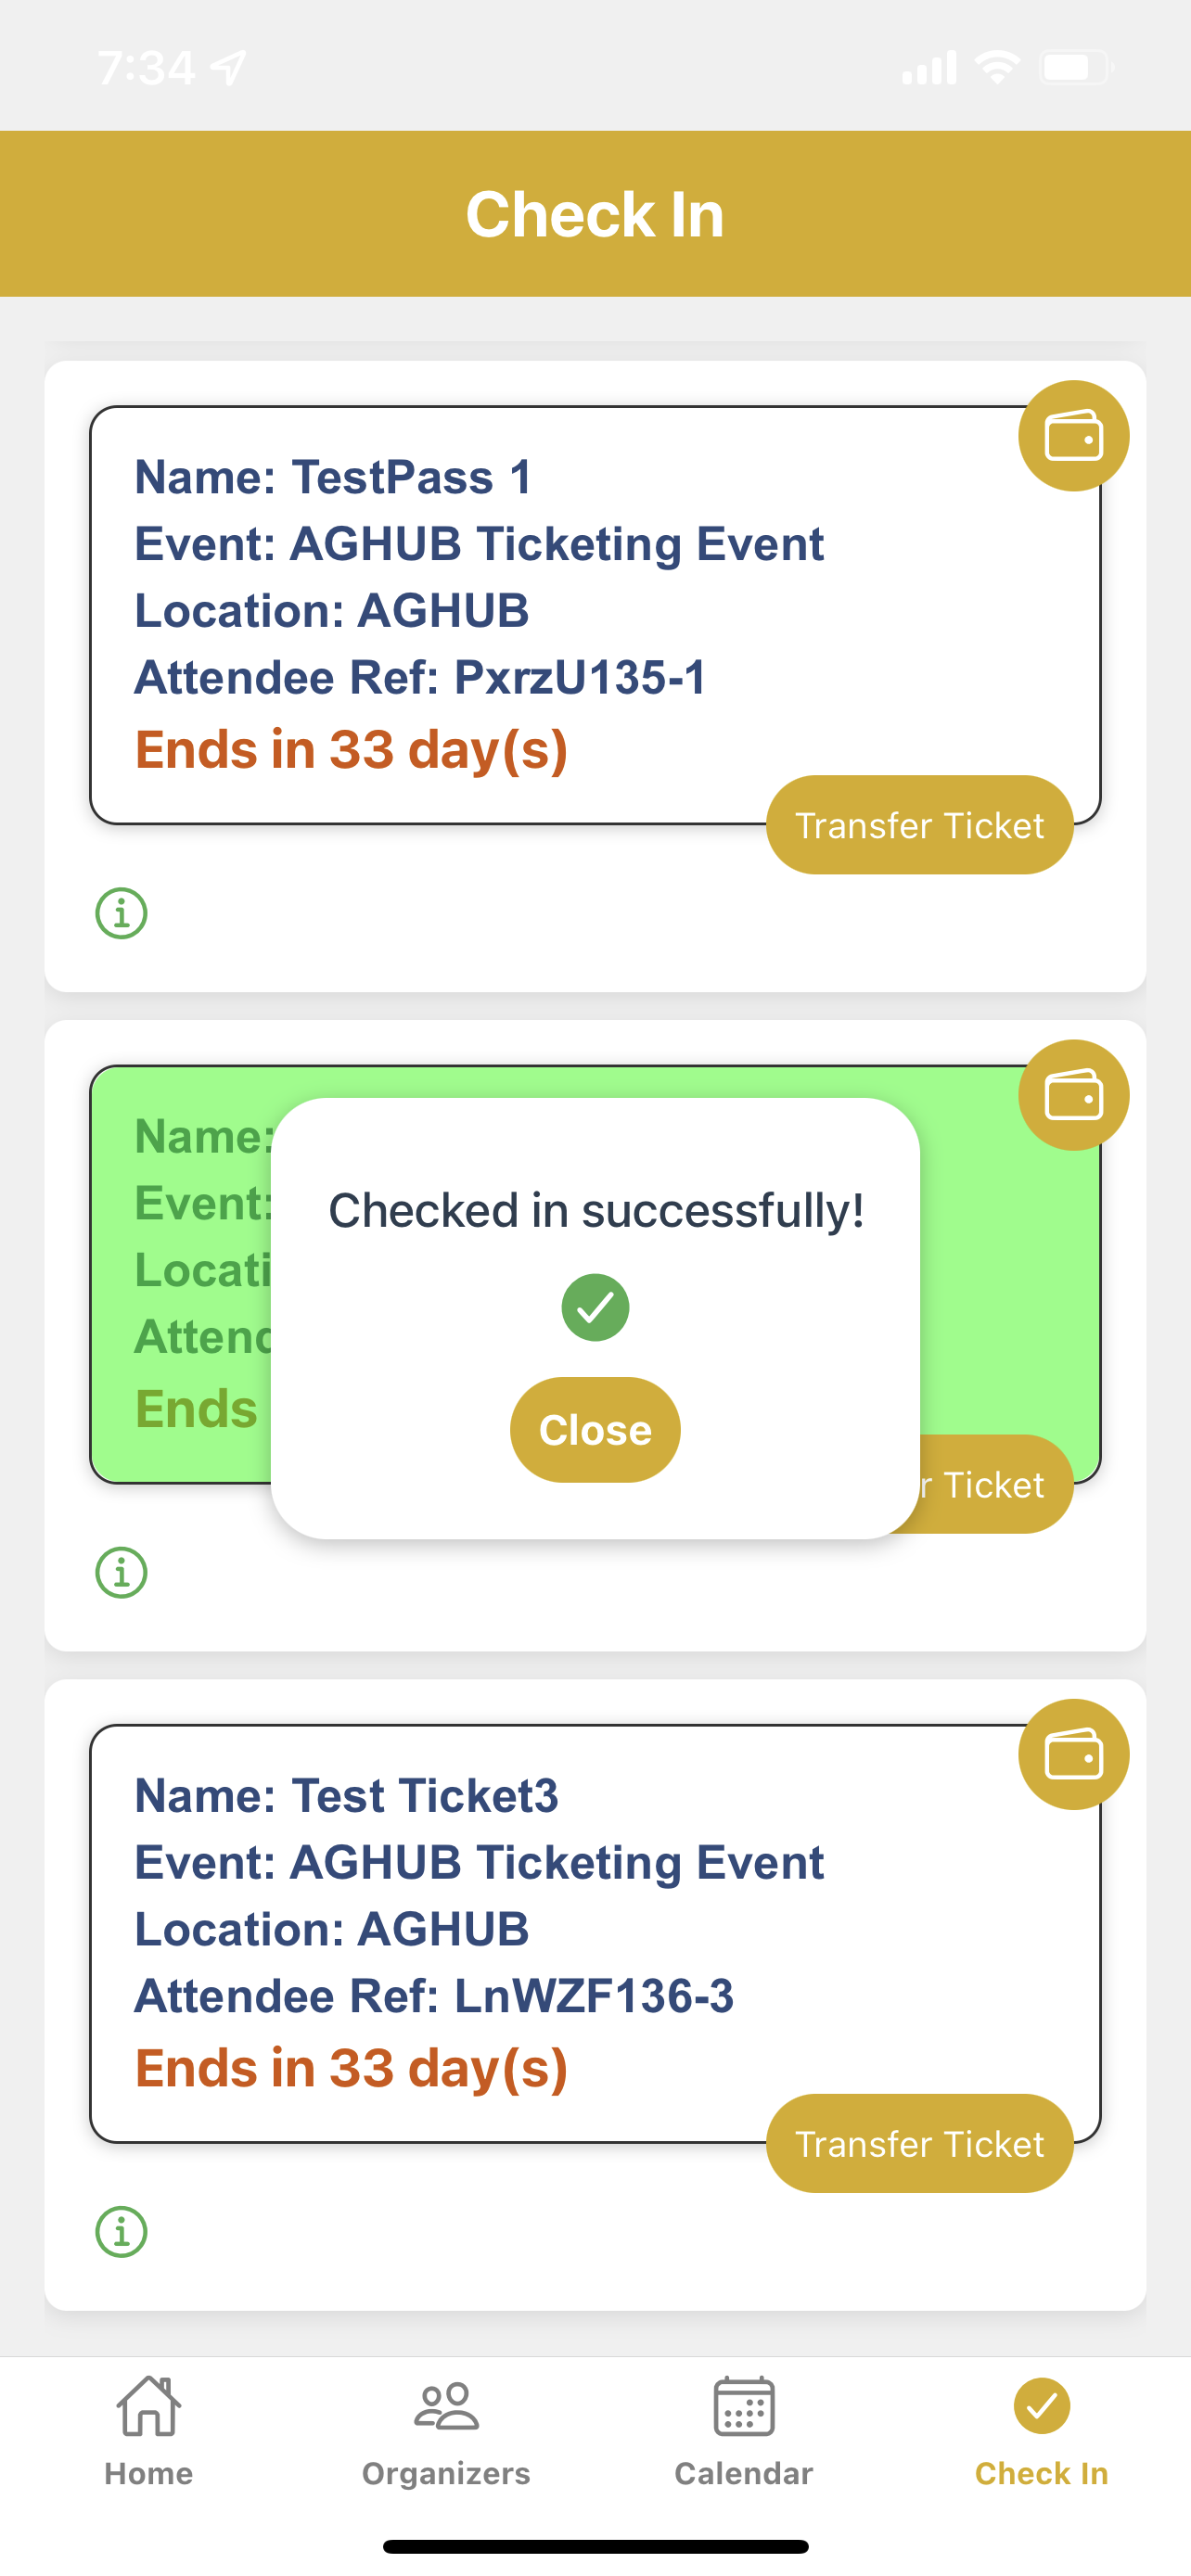 7:34
Check In
Name: TestPass 1
Event: AGHUB Ticketing Event
Location: AGHUB
Attendee Ref: PxrzU135-1
Ends in 33 day(s)
Transfer Ticket
Name:
Event:
Ends
Checked in successfully!
Close
Ticket
Name: Test Ticket3
Event: AGHUB Ticketing Event
Location: AGHUB
Attendee Ref: LnWZF136-3
Ends in 33 day(s)
Transfer Ticket
Home
Organizers
Calendar
Check In